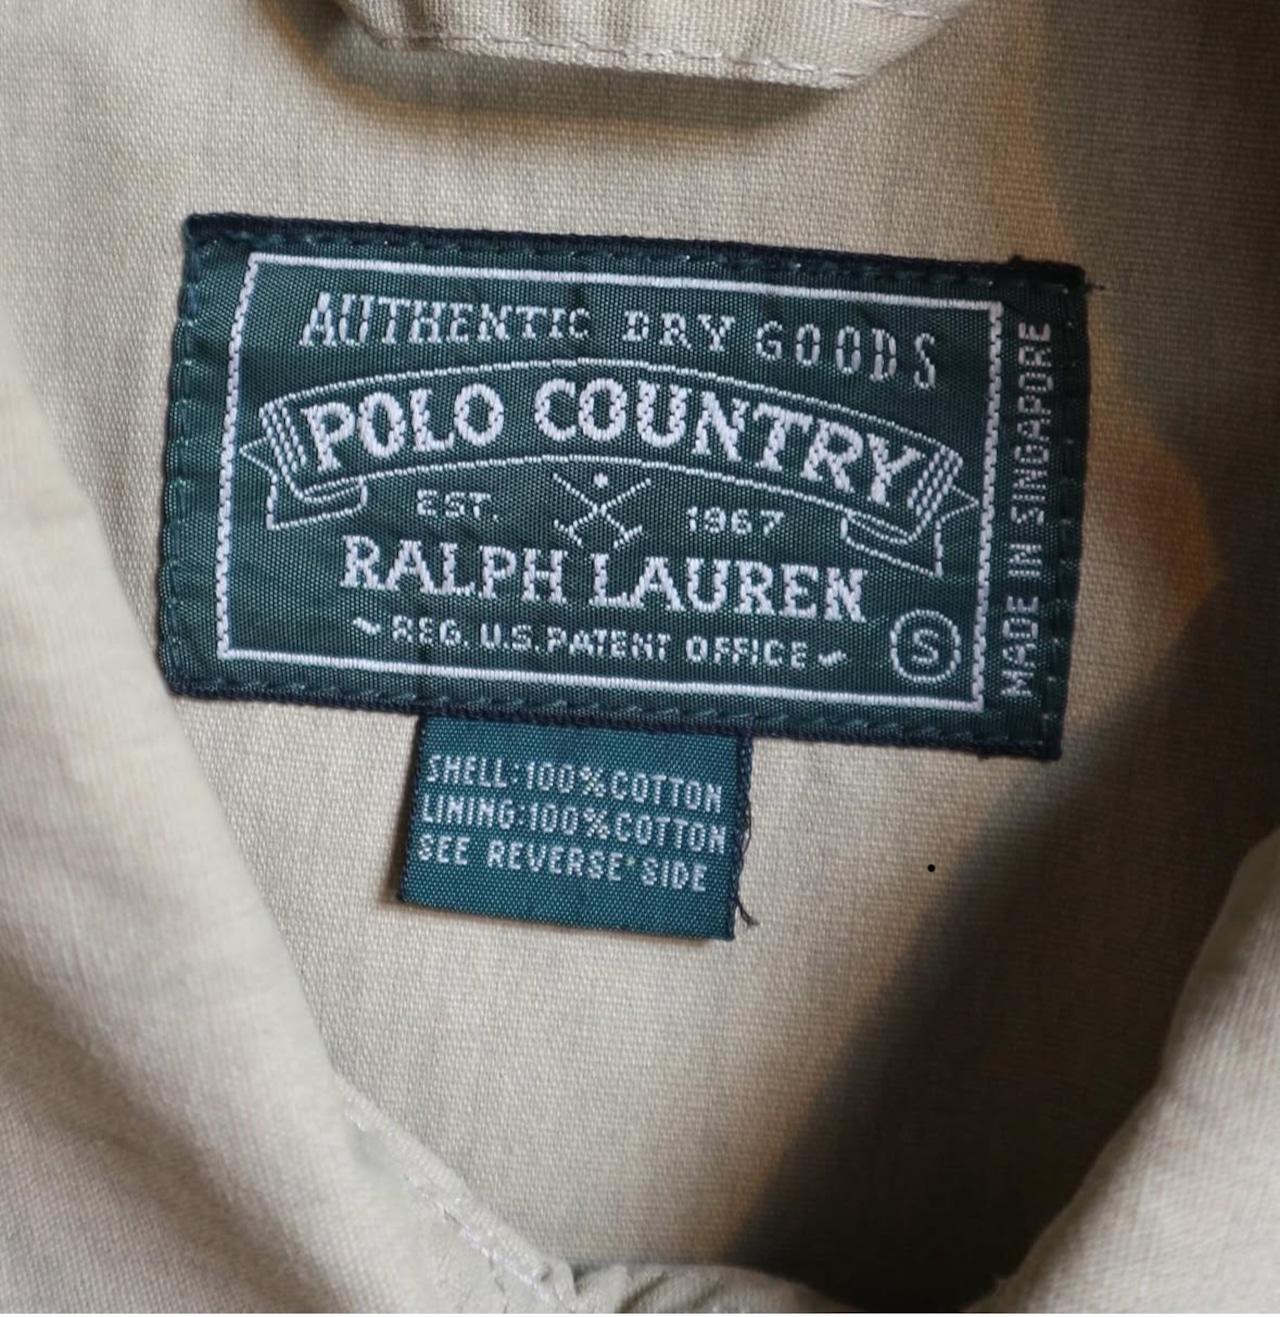 AUTHENTIC DRY GOODS
POLO COUNTRY
EST. 1967
RALPH LAUREN
REG. U.S. PATENT OFFICE
S
MADE IN SINGAPORE
SHELL:100%COTTON
LINING:100%COTTON
SEE REVERSE SIDE